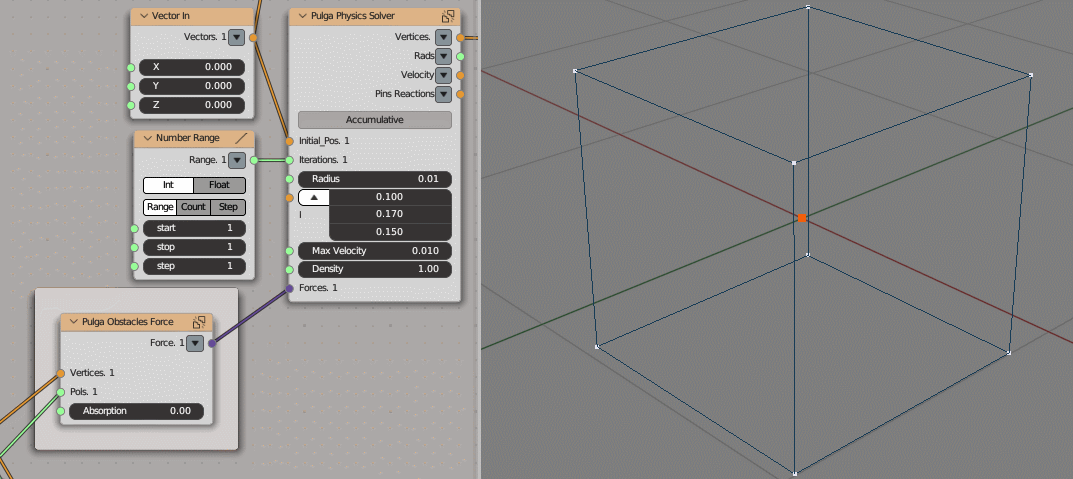 Vector In
Vectors. 1
X 0.000
Y 0.000
Z 0.000
Number Range
Range. 1
Int Float
Range Count Step
start 1
stop 1
step 1
Pulga Obstacles Force
Force. 1
Vertices. 1
Pols. 1
Absorption 0.00
Pulga Physics Solver
Vertices.
Rads
Velocity
Pins Reactions
Accumulative
Initial_Pos. 1
Iterations. 1
Radius 0.01
0.100
I 0.170
0.150
Max Velocity 0.010
Density 1.00
Forces. 1